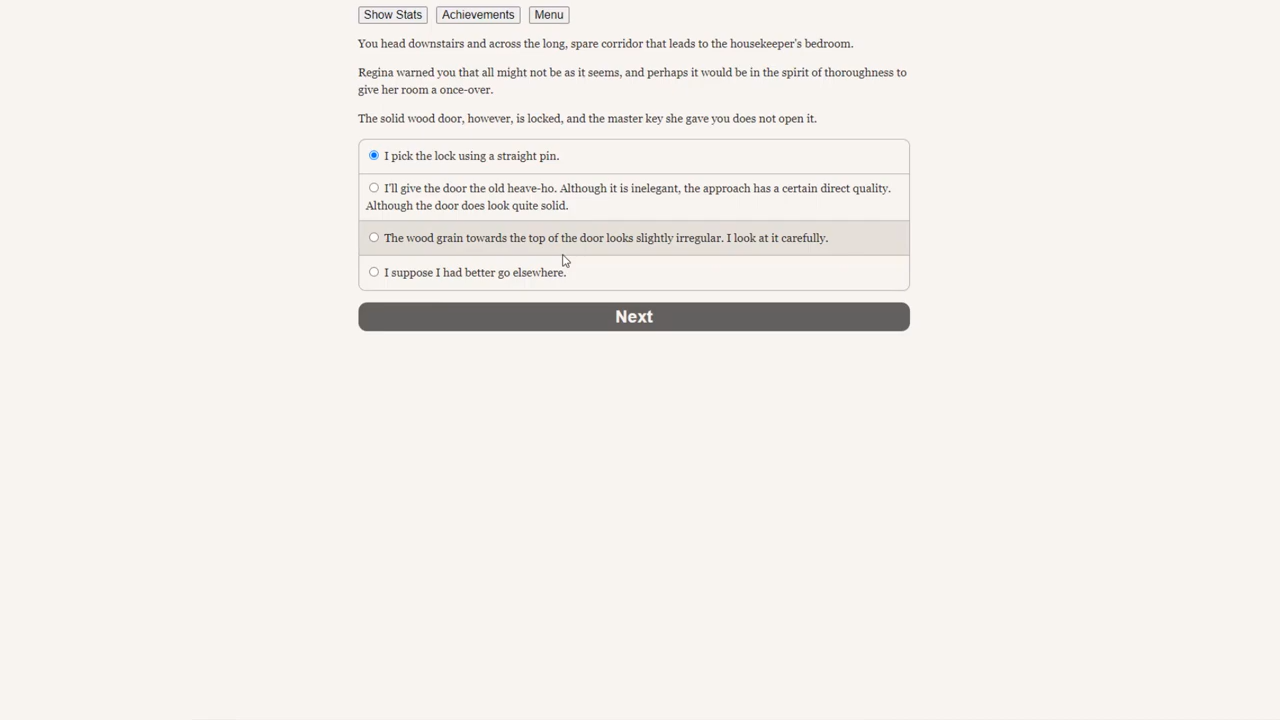 Show Stats Achievements Menu
You head downstairs and across the long, spare corridor that leads to the housekeeper's bedroom.
Regina warned you that all might not be as it seems, and perhaps it would be in the spirit of thoroughness to
give her room a once-over.
The solid wood door, however, is locked, and the master key she gave you does not open it.
I pick the lock using a straight pin.
I'll give the door the old heave-ho. Although it is inelegant, the approach has a certain direct quality.
Although the door does look quite solid.
The wood grain towards the top of the door looks slightly irregular. I look at it carefully.
I suppose I had better go elsewhere.
Next